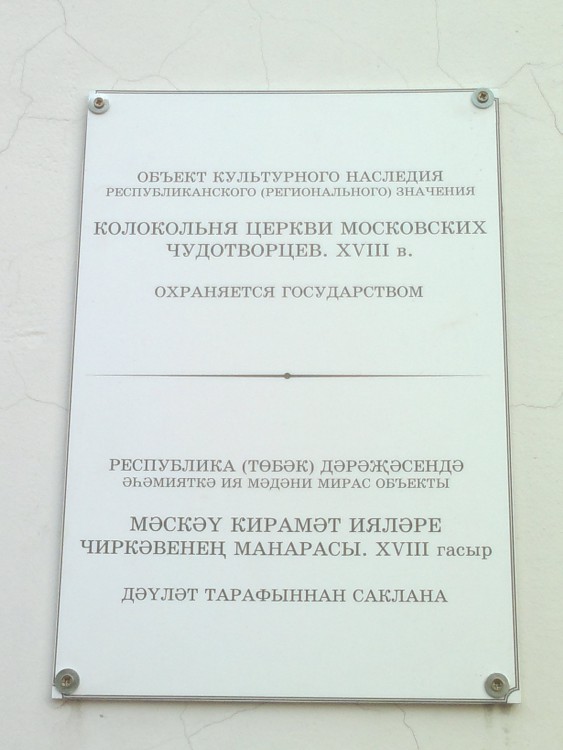 ОБЪЕКТ КУЛЬТУРНОГО НАСЛЕДИЯ
РЕСПУБЛИКАНСКОГО (РЕГИОНАЛЬНОГО) ЗНАЧЕНИЯ
КОЛОКОЛЬНЯ ЦЕРКВИ МОСКОВСКИХ
ЧУДОТВОРЦЕВ. XVIII в.
ОХРАНЯЕТСЯ ГОСУДАРСТВОМ
РЕСПУБЛИКА (ТӨБӘК) ДӘРӘҖӘСЕНДӘ
ӘҺӘМИЯТКӘ ИЯ МӘДӘНИ МИРАС ОБЪЕКТЫ
МӘСКӘҮ КИРАМӘТ ИЯЛӘРЕ
ЧИРКӘВЕНЕҢ МАНАРАСЫ. XVIII гасыр
ДӘҮЛӘТ ТАРАФЫННАН САКЛАНА